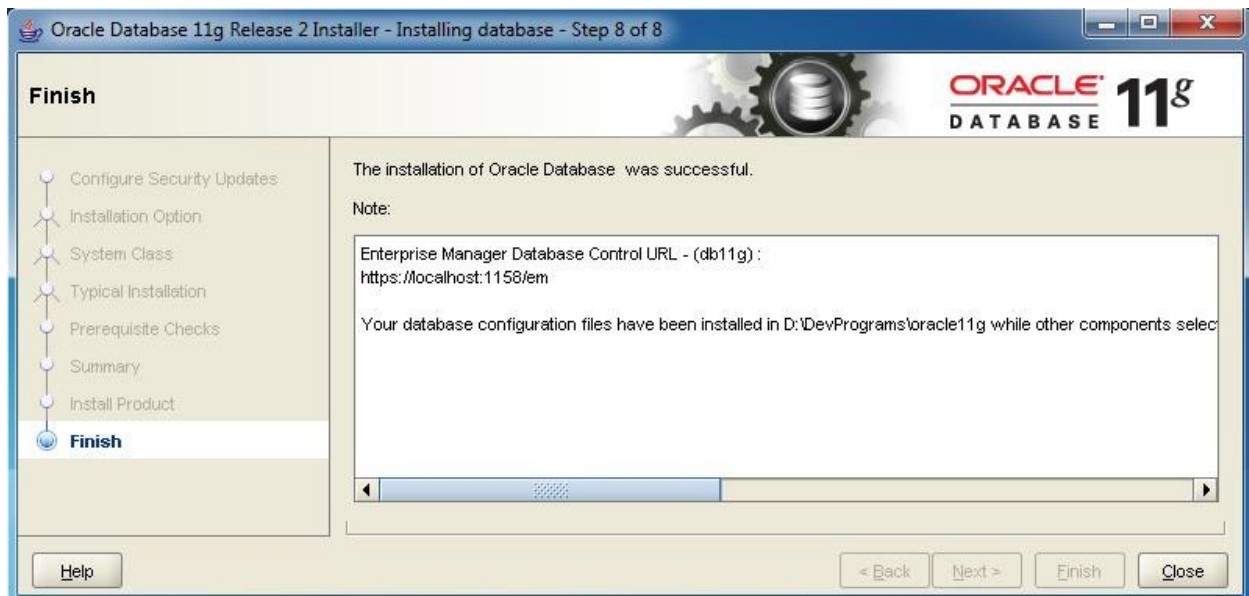 Oracle Database 11g Release 2 Installer - Installing database - Step 8 of 8
Finish
ORACLE 11g
DATABASE
Configure Security Updates
Installation Option
System Class
Typical Installation
Prerequisite Checks
Summary
Install Product
Finish
The installation of Oracle Database was successful.
Note:
Enterprise Manager Database Control URL - (db11g) :
https://localhost:1158/em
Your database configuration files have been installed in D:\DevPrograms\oracle11g while other components selec
Help
< Back
Next >
Finish
Close